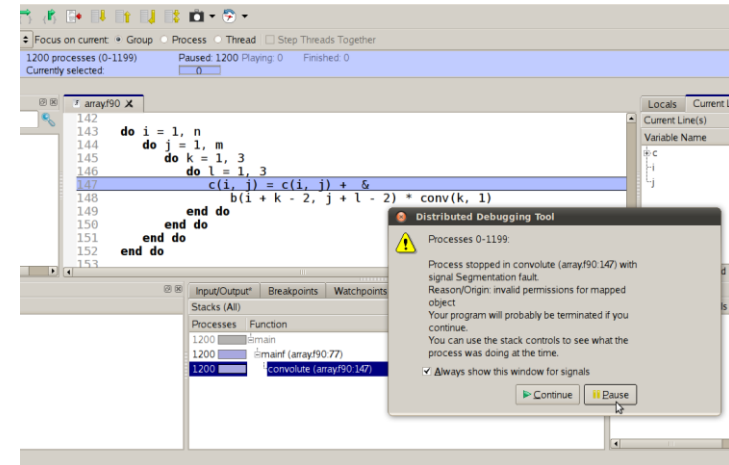 Focus on current: Group Process Thread Step Threads Together
1200 processes (0-1199) Paused: 1200 Playing: 0 Finished: 0
Currently selected: 0
array.f90 X
Locals Current L
142
143 do i = 1, n
144 do j = 1, m
145 do k = 1, 3
146 do l = 1, 3
147 c(i, j) = c(i, j) + &
148 b(i + k - 2, j + l - 2) * conv(k, l)
149 end do
150 end do
151 end do
152 end do
153
Current Line(s)
Variable Name
c
i
j
Distributed Debugging Tool
Processes 0-1199:
Process stopped in convolute (array.f90:147) with
signal Segmentation fault.
Reason/Origin: invalid permissions for mapped
object
Your program will probably be terminated if you
continue.
You can use the stack controls to see what the
process was doing at the time.
Always show this window for signals
Continue Pause
Input/Output* Breakpoints Watchpoints
Stacks (All)
Processes Function
1200 main
1200 mainf (array.f90:77)
1200 convolute (array.f90:147)